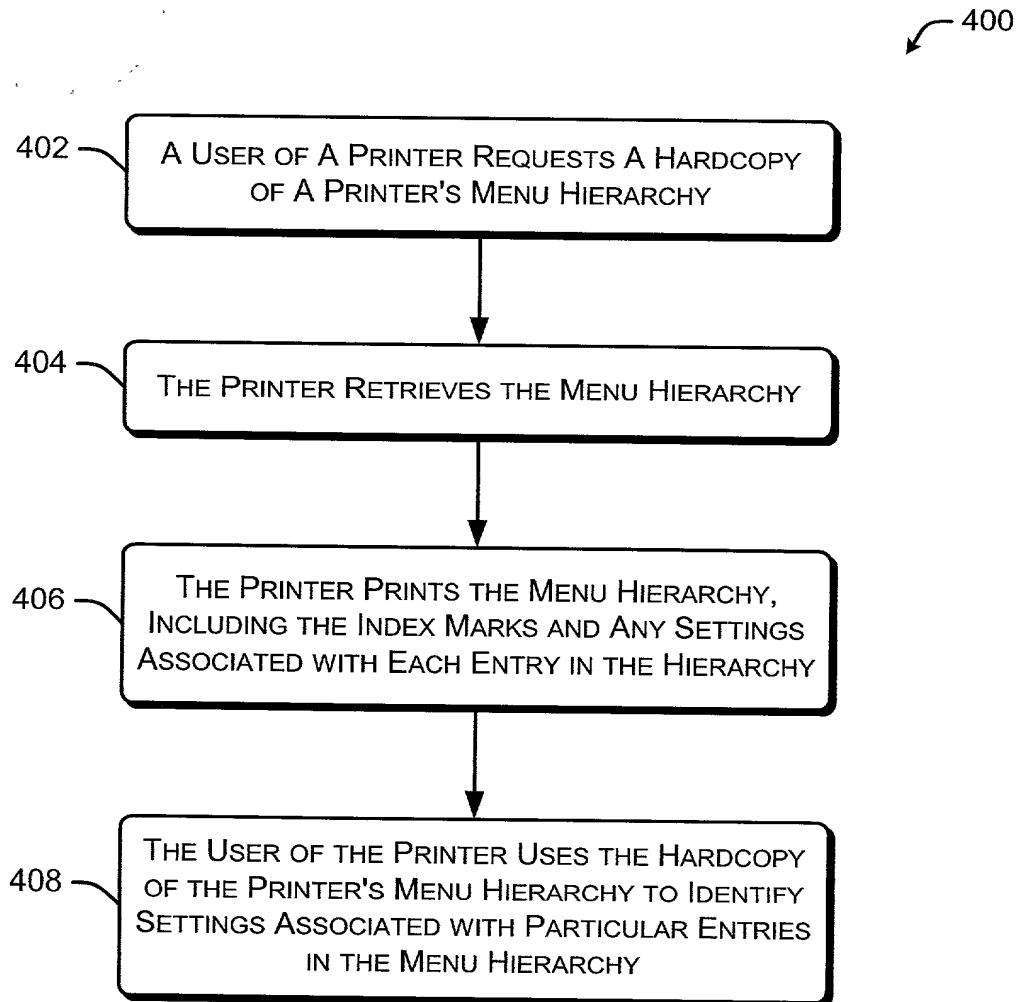 400
402
A USER OF A PRINTER REQUESTS A HARDCOPY
OF A PRINTER'S MENU HIERARCHY
404
THE PRINTER RETRIEVES THE MENU HIERARCHY
406
THE PRINTER PRINTS THE MENU HIERARCHY,
INCLUDING THE INDEX MARKS AND ANY SETTINGS
ASSOCIATED WITH EACH ENTRY IN THE HIERARCHY
408
THE USER OF THE PRINTER USES THE HARDCOPY
OF THE PRINTER'S MENU HIERARCHY TO IDENTIFY
SETTINGS ASSOCIATED WITH PARTICULAR ENTRIES
IN THE MENU HIERARCHY